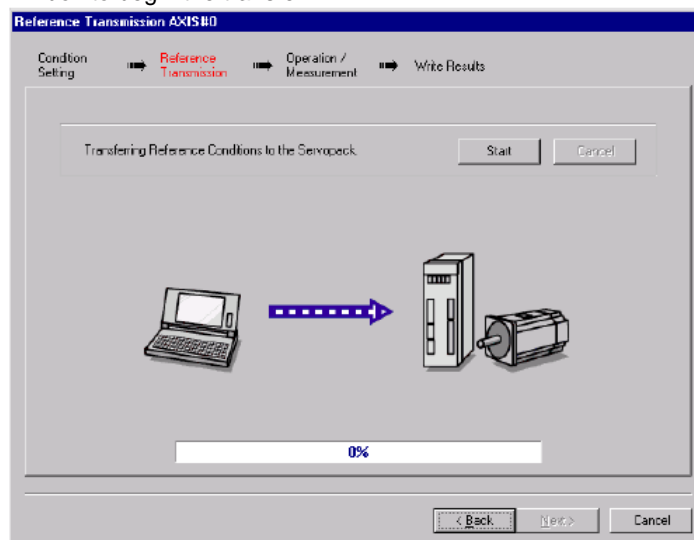 Reference Transmission AXIS#0
Condition Setting
Reference Transmission
Operation / Measurement
Write Results
Transferring Reference Conditions to the Servopack.
Start
Cancel
0%
< Back
Next >
Cancel